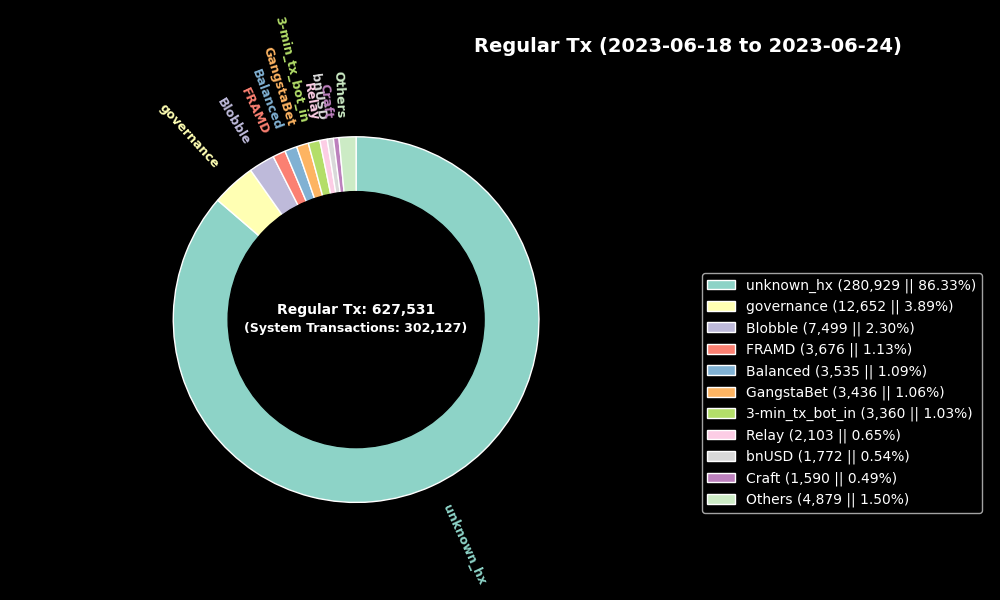 Regular Tx (2023-06-18 to 2023-06-24)
governance
Blobble
FRAMD
Balanced
GangstaBet
3-min_tx_bot_in
Relay
bnUSD
Craft
Others
unknown_hx
Regular Tx: 627,531
(System Transactions: 302,127)
unknown_hx (280,929 || 86.33%)
governance (12,652 || 3.89%)
Blobble (7,499 || 2.30%)
FRAMD (3,676 || 1.13%)
Balanced (3,535 || 1.09%)
GangstaBet (3,436 || 1.06%)
3-min_tx_bot_in (3,360 || 1.03%)
Relay (2,103 || 0.65%)
bnUSD (1,772 || 0.54%)
Craft (1,590 || 0.49%)
Others (4,879 || 1.50%)